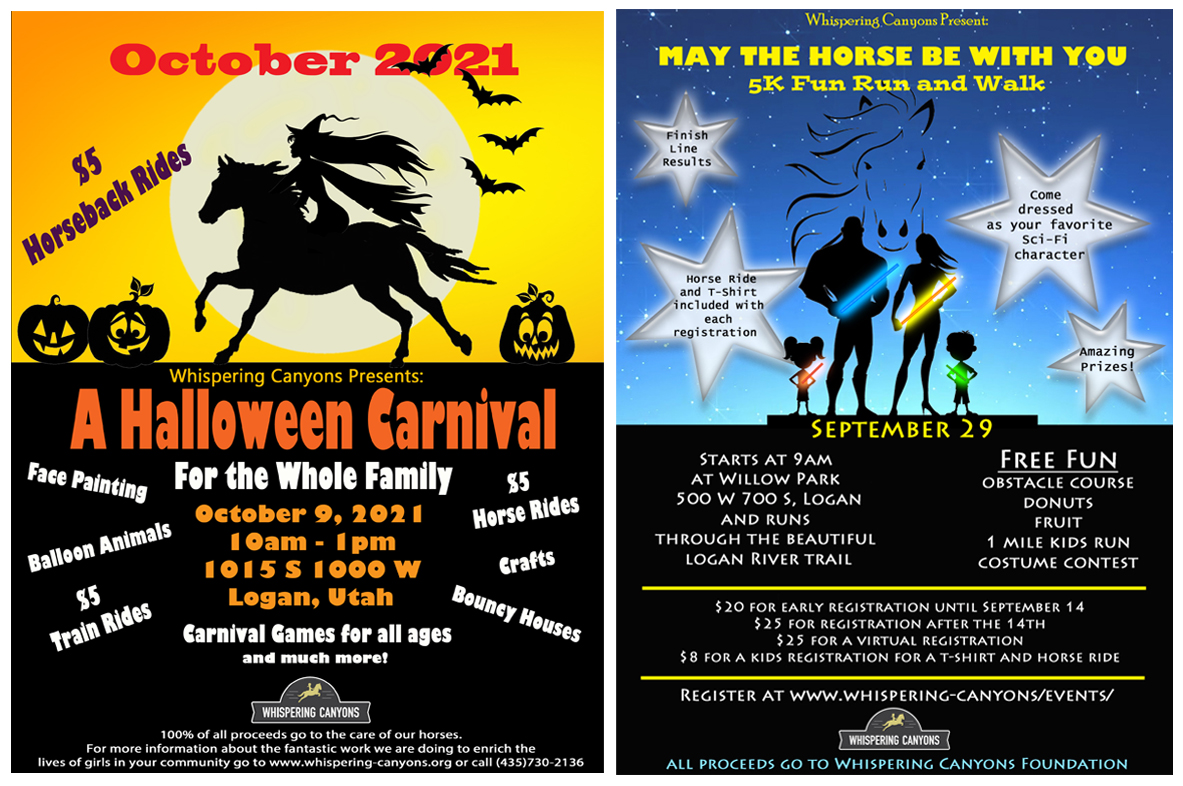 October 2021
$5
Horseback Rides
Whispering Canyons Presents:
A Halloween Carnival
For the Whole Family
Face Painting
Balloon Animals
$5
Train Rides
October 9, 2021
10am - 1pm
1015 S 1000 W
Logan, Utah
$5
Horse Rides
Crafts
Bouncy Houses
Carnival Games for all ages
and much more!
WHISPERING CANYONS
100% of all proceeds go to the care of our horses.
For more information about the fantastic work we are doing to enrich the
lives of girls in your community go to www.whispering-canyons.org or call (435)730-2136
Whispering Canyons Present:
MAY THE HORSE BE WITH YOU
5K Fun Run and Walk
Finish
Line
Results
Come
dressed
as your favorite
Sci-Fi
character
Horse Ride
and T-Shirt
included with
each
registration
Amazing
Prizes!
SEPTEMBER 29
STARTS AT 9AM
AT WILLOW PARK
500 W 700 S, LOGAN
AND RUNS
THROUGH THE BEAUTIFUL
LOGAN RIVER TRAIL
FREE FUN
OBSTACLE COURSE
DONUTS
FRUIT
1 MILE KIDS RUN
COSTUME CONTEST
$20 FOR EARLY REGISTRATION UNTIL SEPTEMBER 14
$25 FOR REGISTRATION AFTER THE 14TH
$25 FOR A VIRTUAL REGISTRATION
$8 FOR A KIDS REGISTRATION FOR A T-SHIRT AND HORSE RIDE
REGISTER AT WWW.WHISPERING-CANYONS/EVENTS/
WHISPERING CANYONS
ALL PROCEEDS GO TO WHISPERING CANYONS FOUNDATION